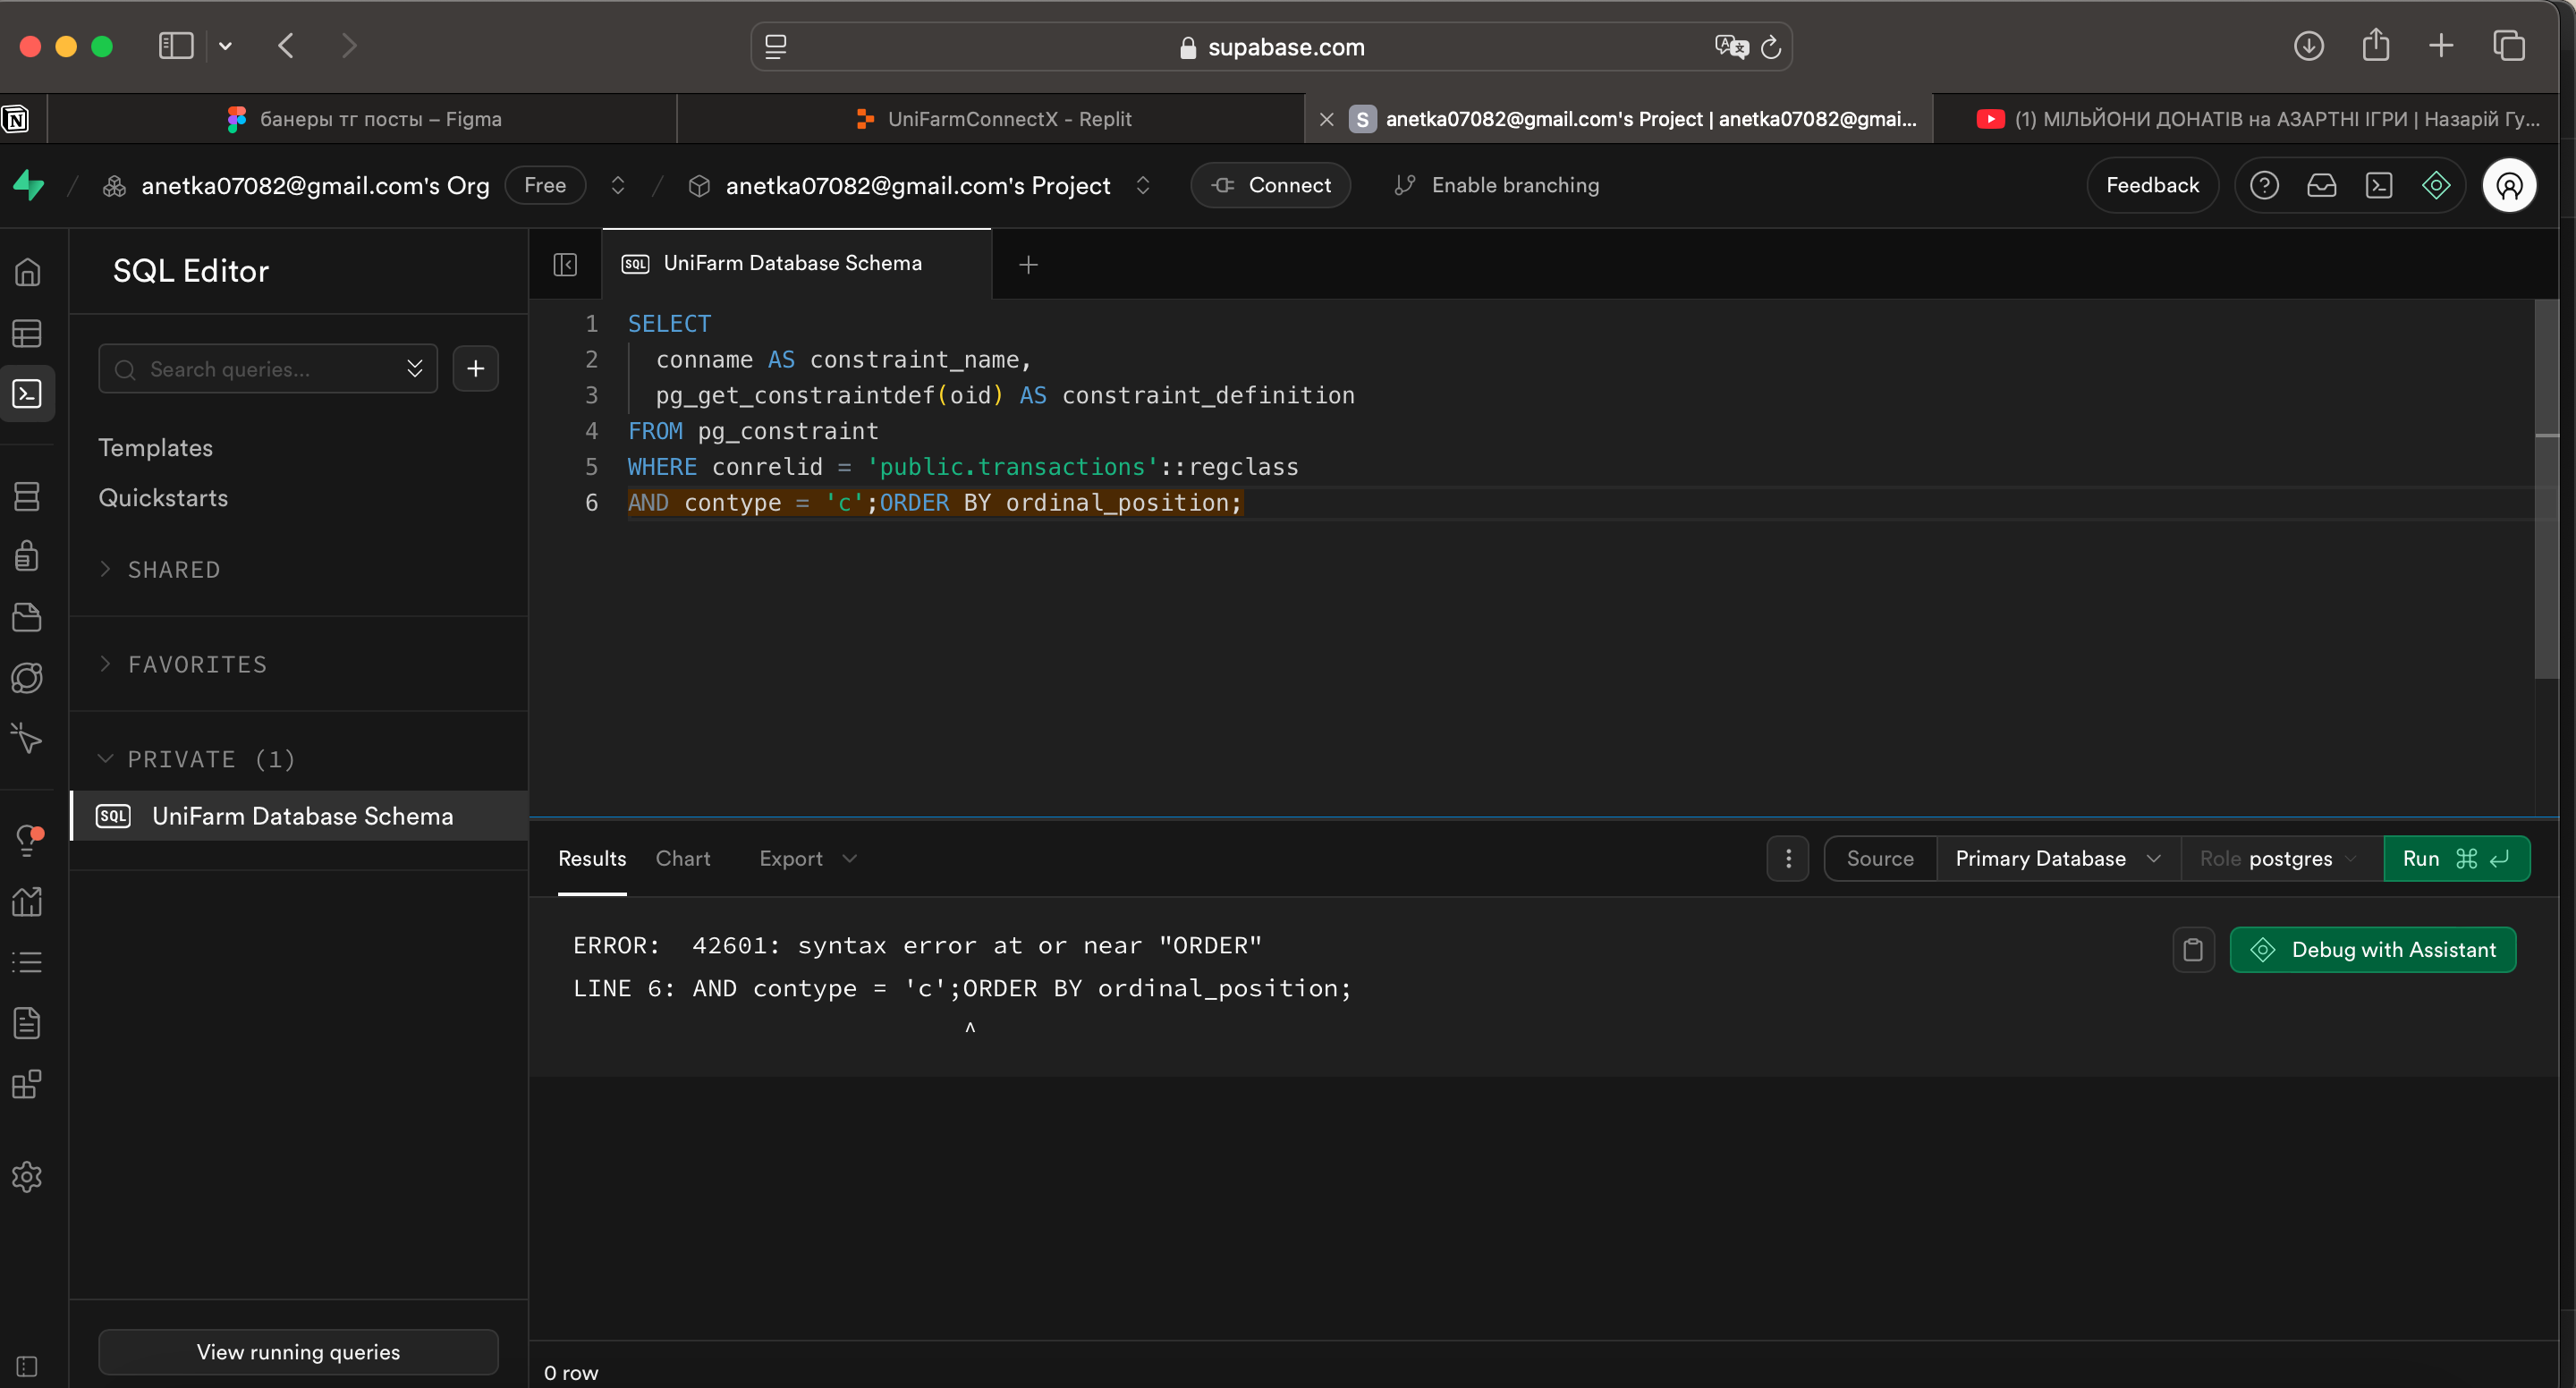 supabase.com
банеры тг посты – Figma
UniFarmConnectX - Replit
S anetka07082@gmail.com's Project | anetka07082@gmai...
(1) МІЛЬЙОНИ ДОНАТІВ на АЗАРТНІ ІГРИ | Назарій Гу...
anetka07082@gmail.com's Org Free
anetka07082@gmail.com's Project
Connect
Enable branching
Feedback
SQL Editor
Search queries...
Templates
Quickstarts
SHARED
FAVORITES
PRIVATE (1)
SQL UniFarm Database Schema
View running queries
SQL UniFarm Database Schema
1 SELECT
2 conname AS constraint_name,
3 pg_get_constraintdef(oid) AS constraint_definition
4 FROM pg_constraint
5 WHERE conrelid = 'public.transactions'::regclass
6 AND contype = 'c';ORDER BY ordinal_position;
Results Chart Export
Source Primary Database Role postgres Run ⌘
ERROR: 42601: syntax error at or near "ORDER"
LINE 6: AND contype = 'c';ORDER BY ordinal_position;
^
Debug with Assistant
0 row